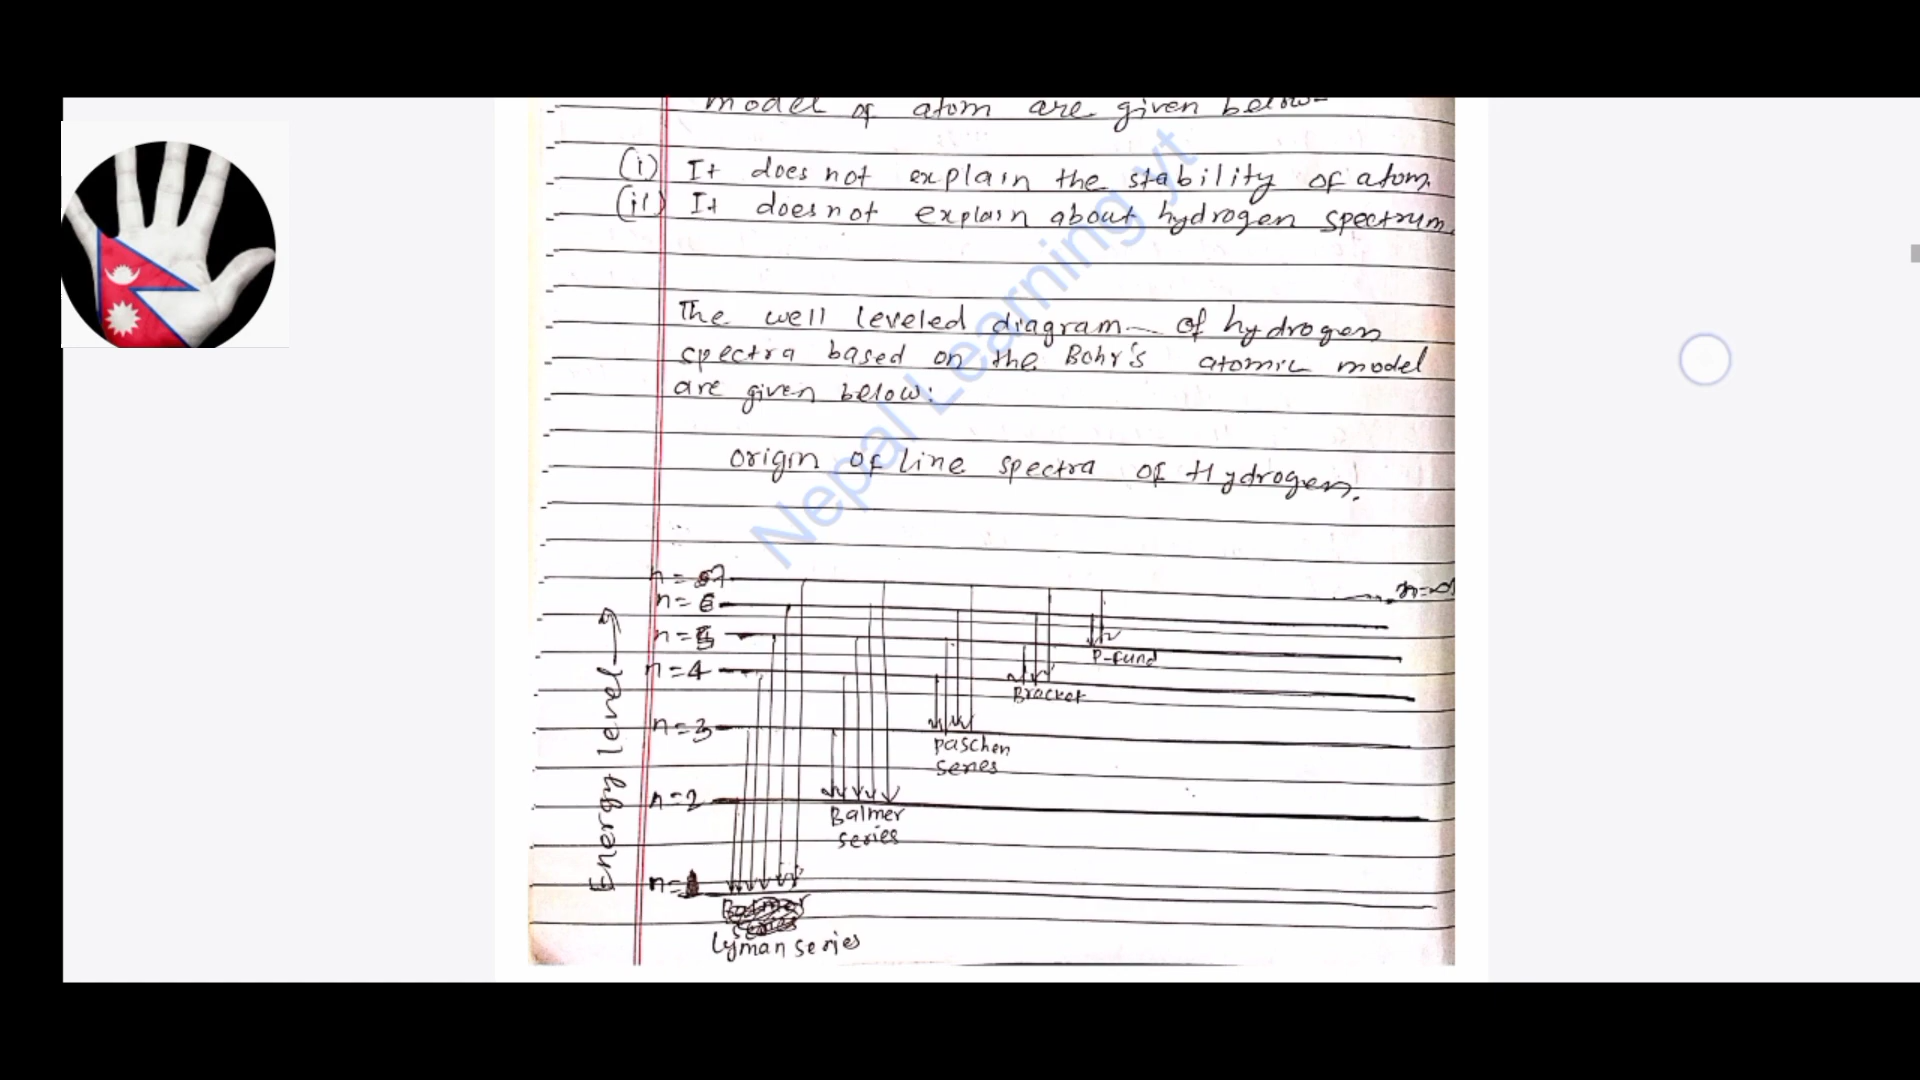 model of atom are given below-
(i) It does not explain the stability of atom.
(ii) It does not explain about hydrogen spectrum.
The well leveled diagram of hydrogen
spectra based on the Bohr's atomic model
are given below:
origin of line spectra of Hydrogen.
n=7
n=∞
n=6
n=5
P-fund
n=4
Bracket
n=3
paschen
series
n=2
Balmer
series
n=1
Lyman series
Energy level
Nepal Learning yt